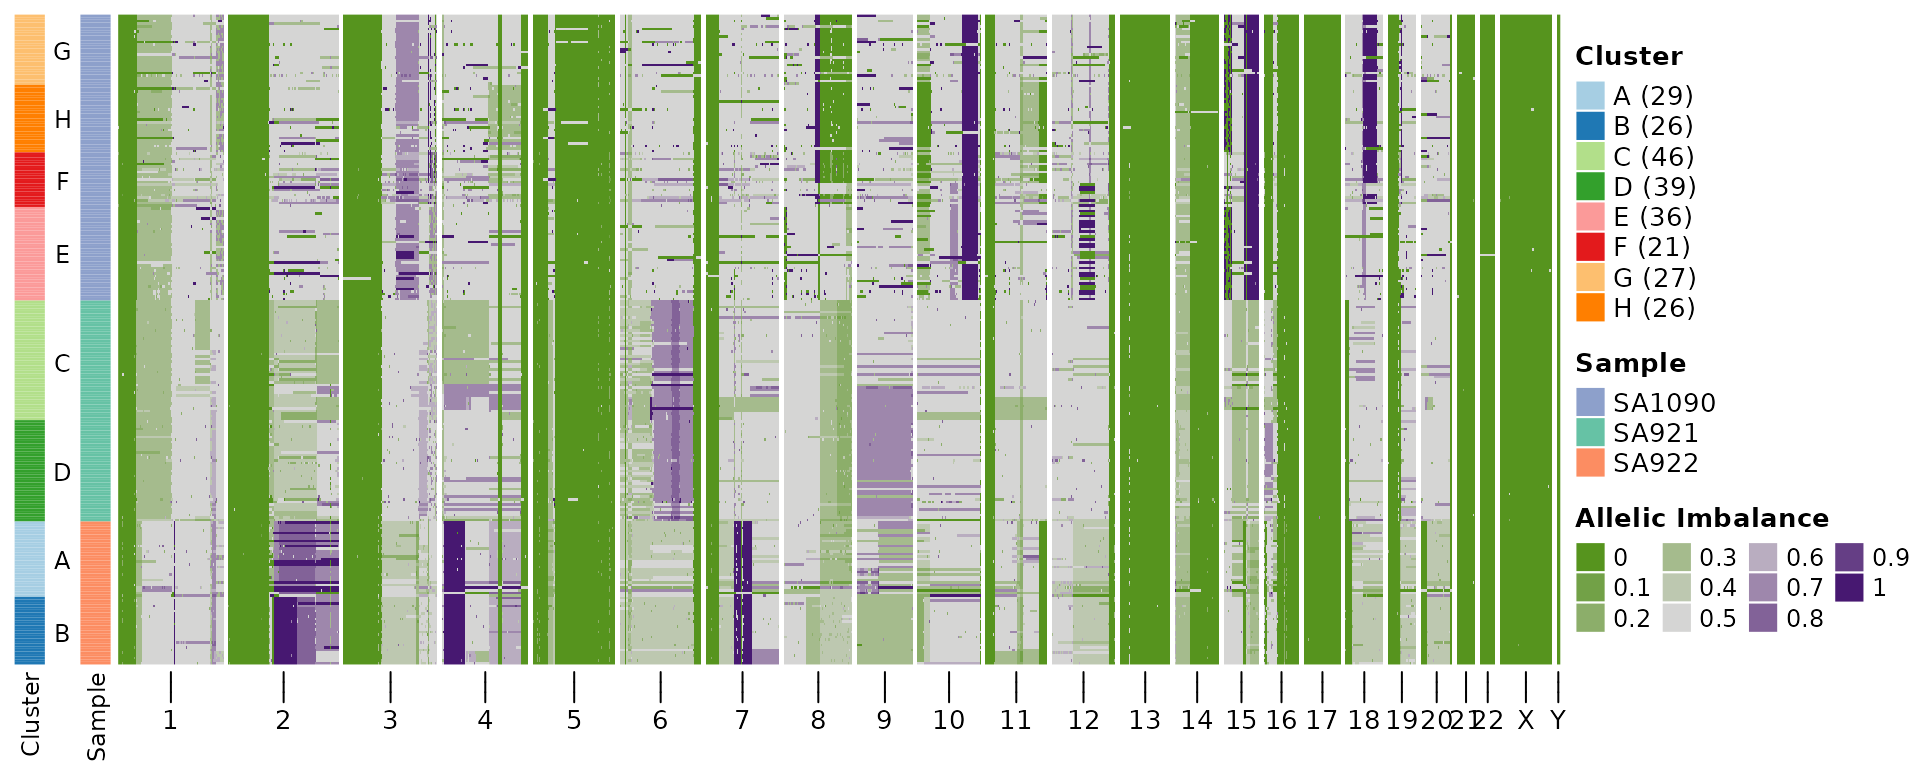 G
H
F
E
C
D
A
B
Cluster
Sample
1 2 3 4 5 6 7 8 9 10 11 12 13 14 15 16 17 18 19 20 21 22 X Y
Cluster
A (29)
B (26)
C (46)
D (39)
E (36)
F (21)
G (27)
H (26)
Sample
SA1090
SA921
SA922
Allelic Imbalance
0 0.3 0.6 0.9
0.1 0.4 0.7 1
0.2 0.5 0.8